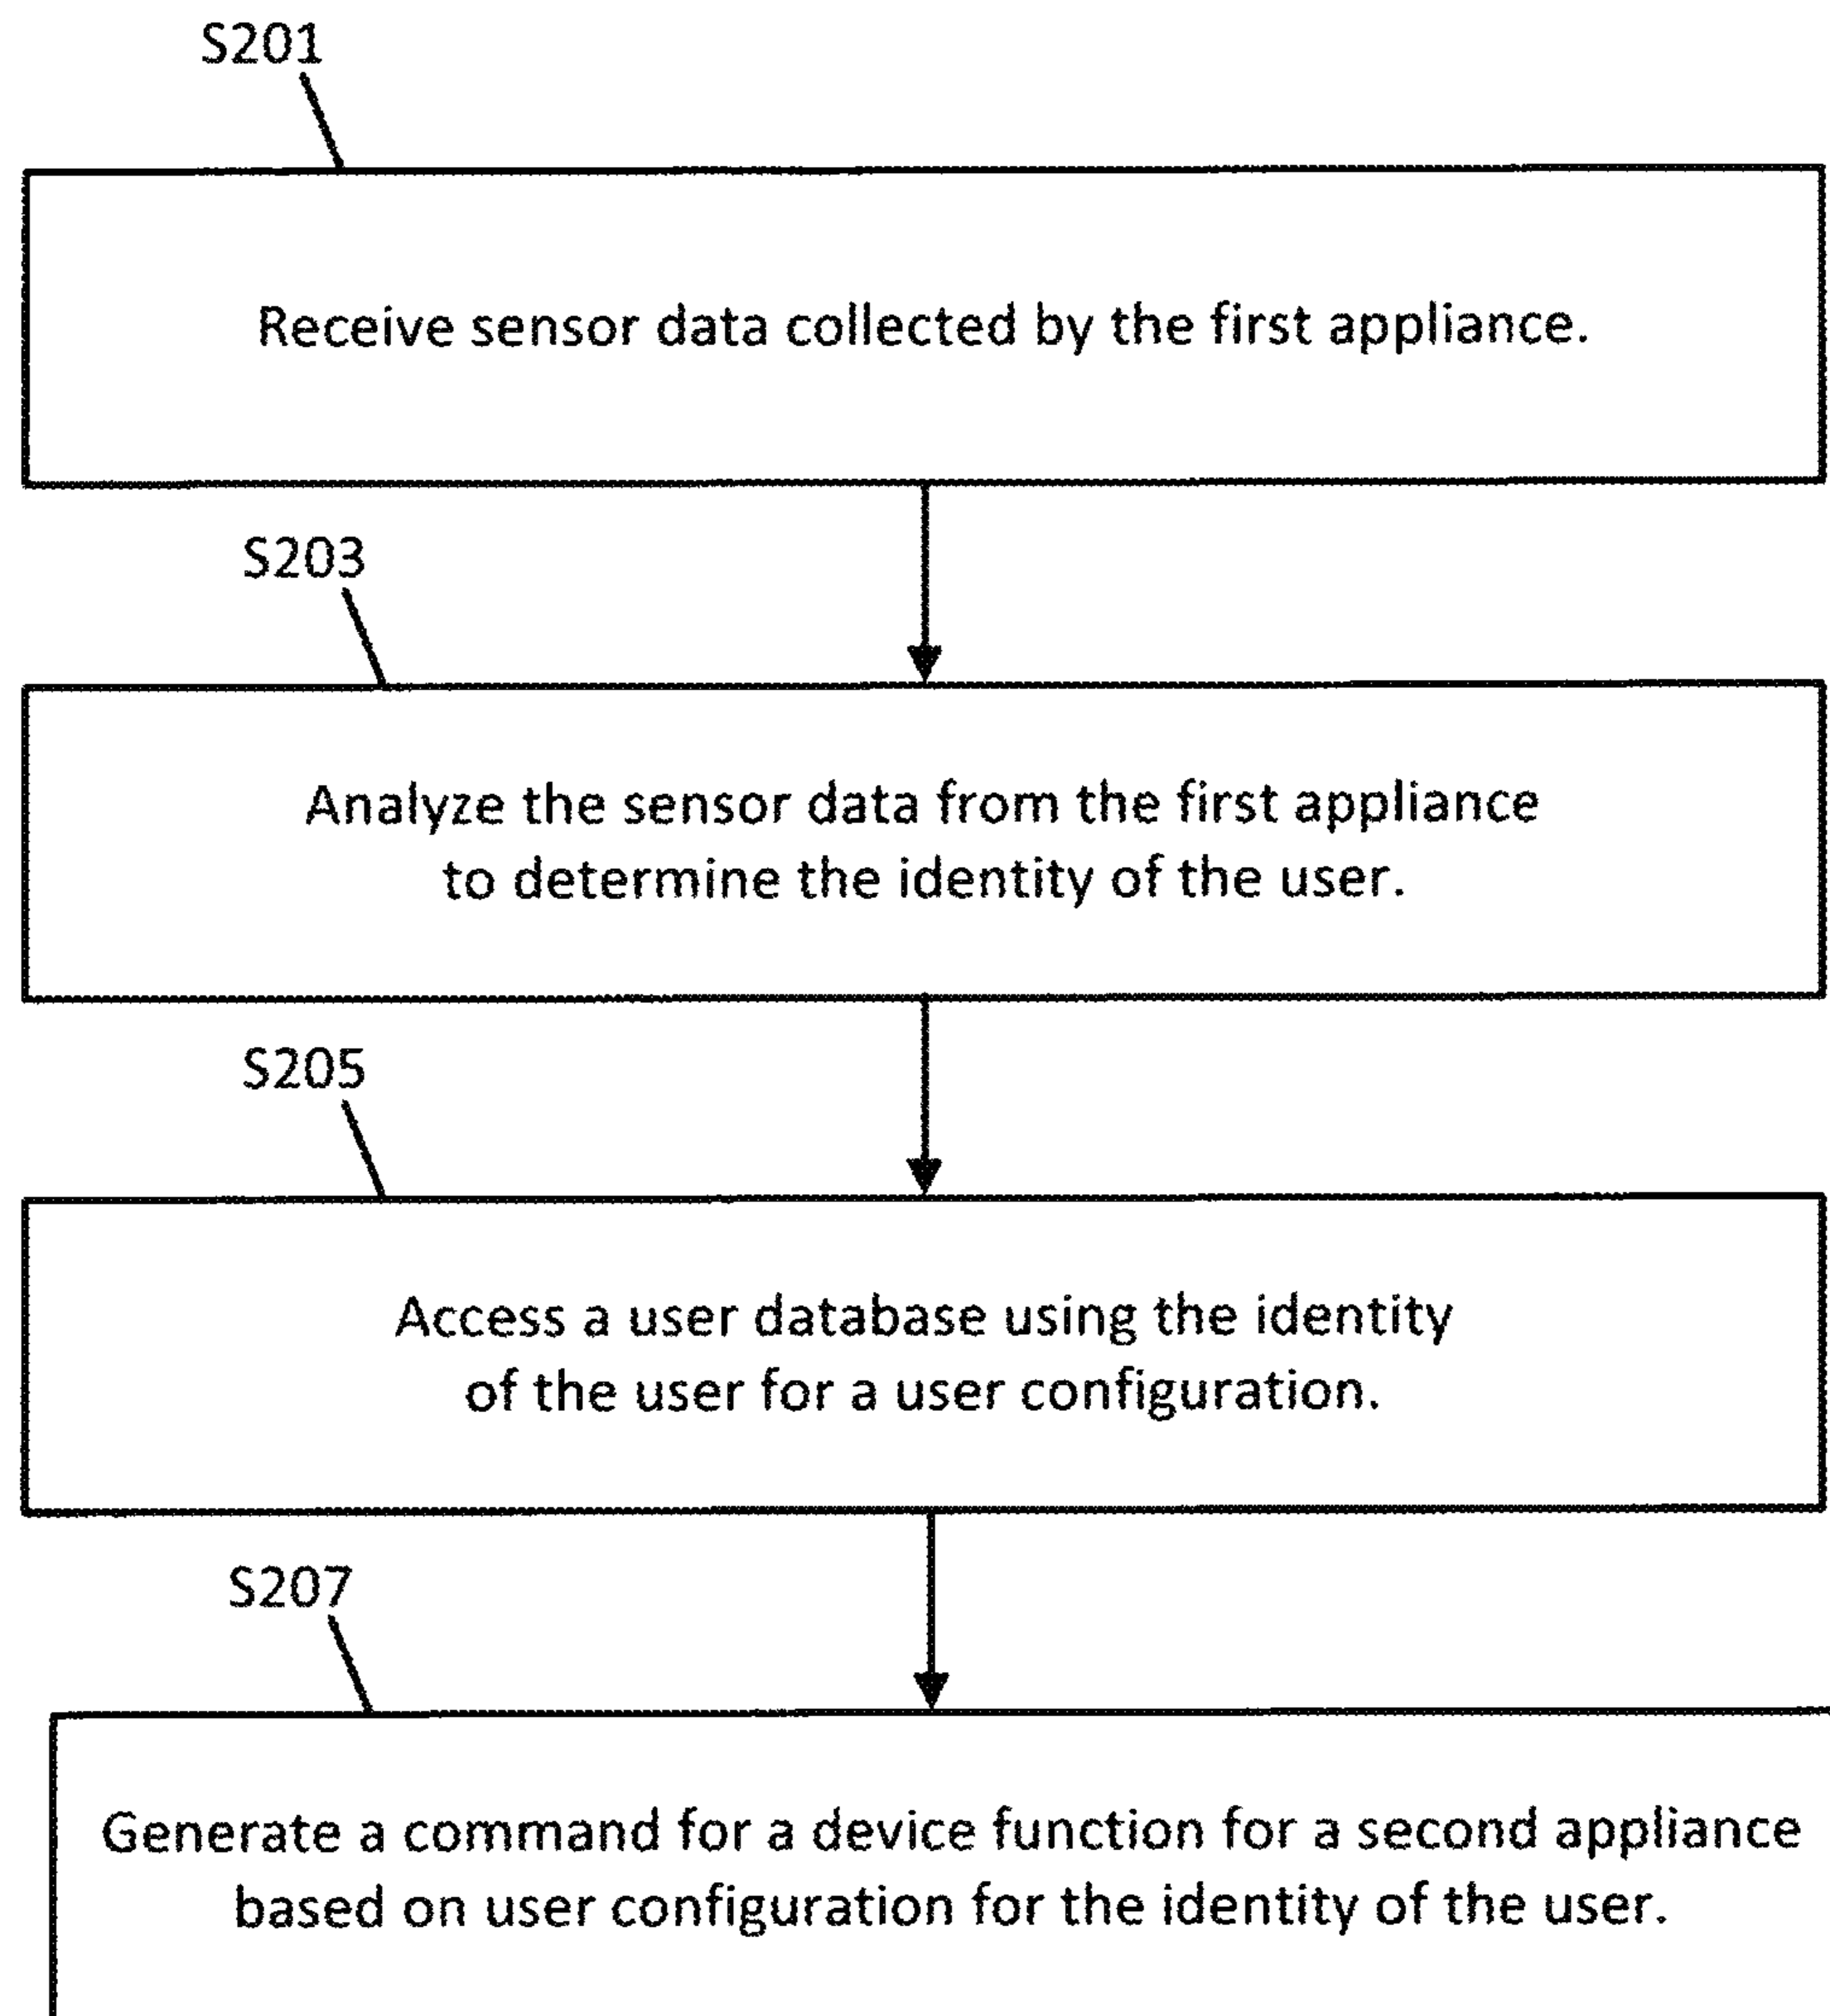 S201
Receive sensor data collected by the first appliance.
S203
Analyze the sensor data from the first appliance
to determine the identity of the user.
S205
Access a user database using the identity
of the user for a user configuration.
S207
Generate a command for a device function for a second appliance
based on user configuration for the identity of the user.